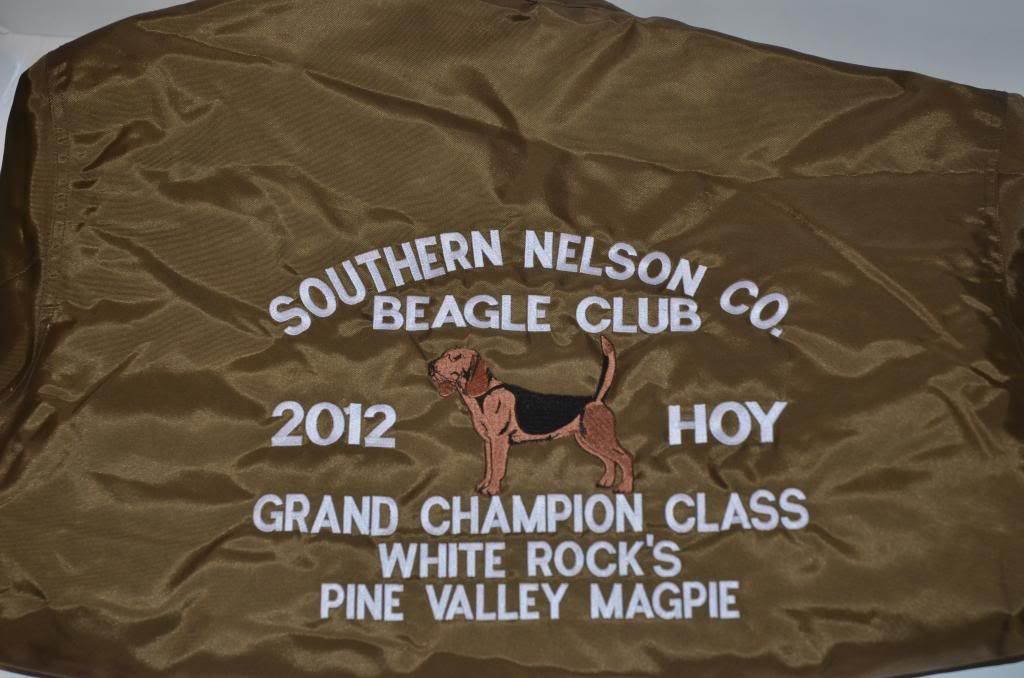 SOUTHERN NELSON CO.
BEAGLE CLUB
2012 HOY
GRAND CHAMPION CLASS
WHITE ROCK'S
PINE VALLEY MAGPIE